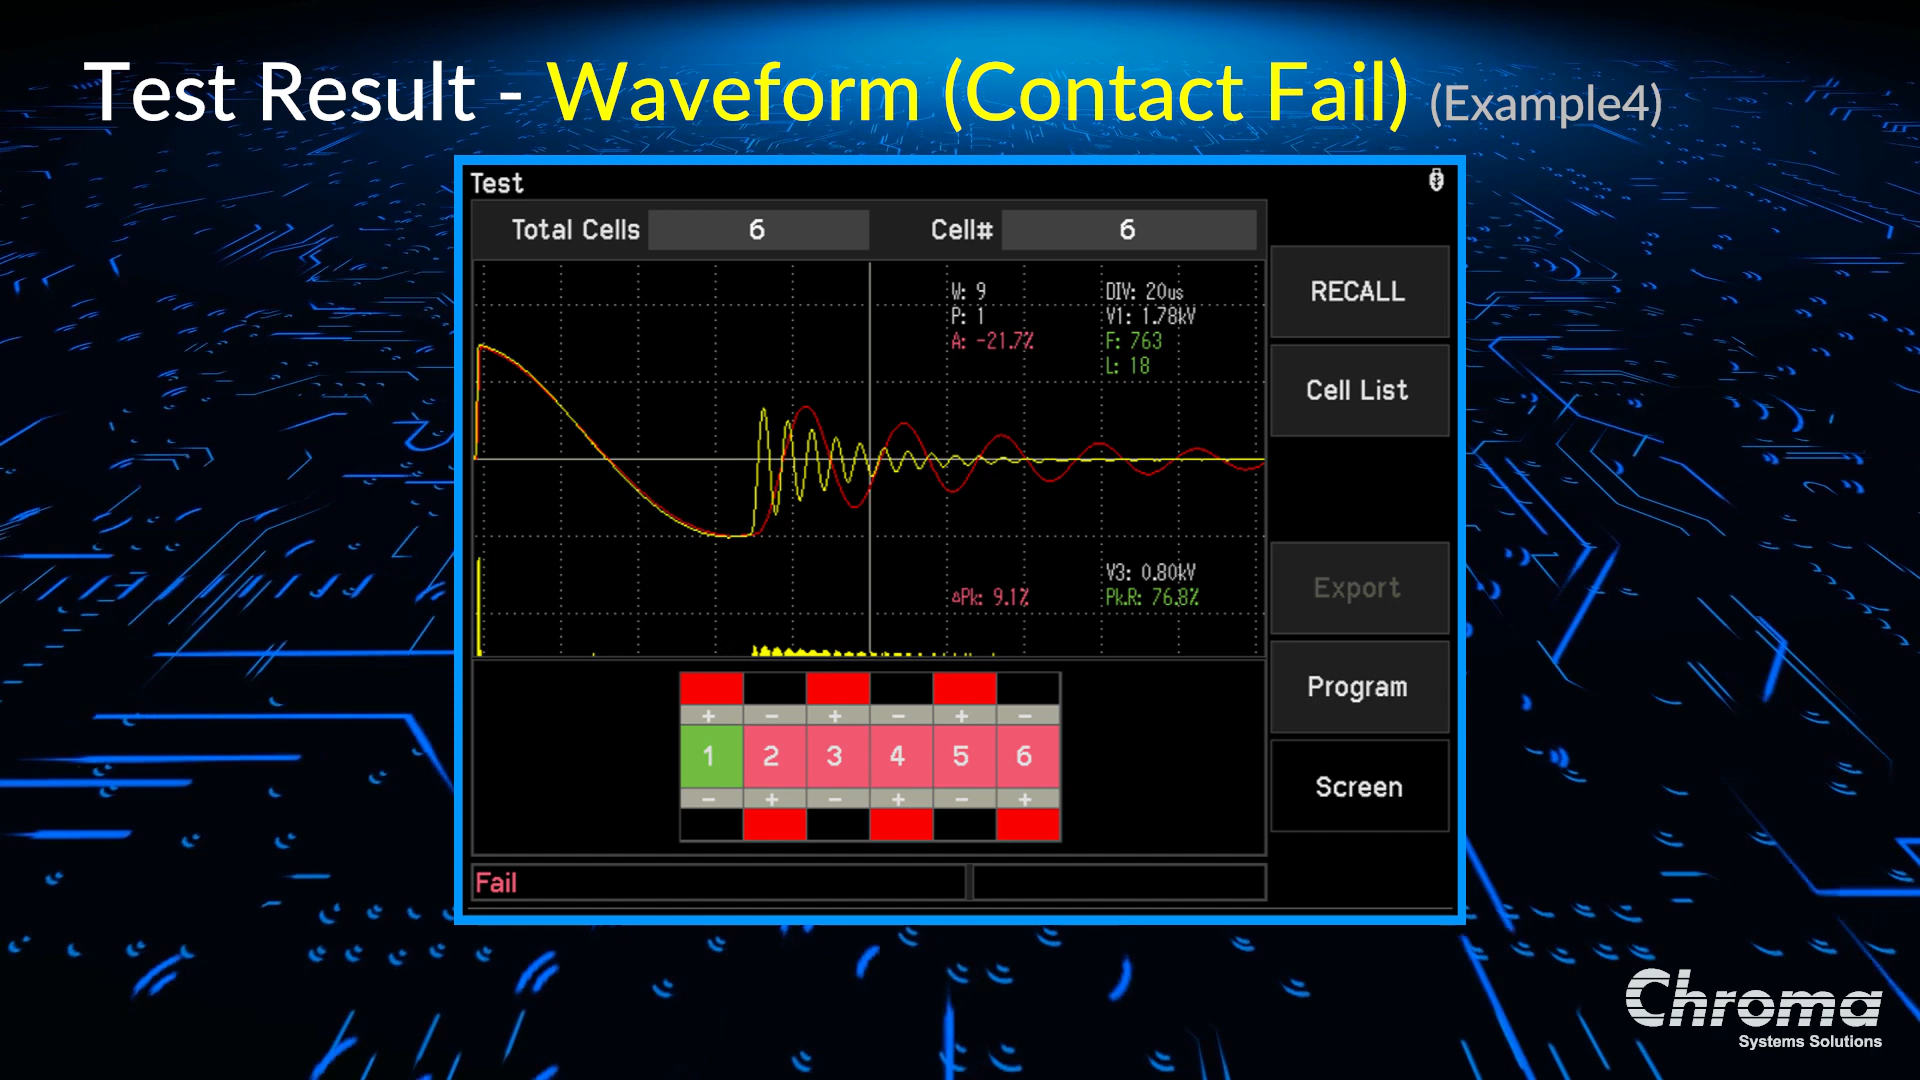 Test Result - Waveform (Contact Fail) (Example4)
Test
Total Cells 6 Cell# 6
W: 9 DIV: 20us
P: 1 V1: 1.78kV
A: -21.7% F: 763
L: 18
V3: 0.80kV
△Pk: 9.1% Pk.R: 76.8%
RECALL
Cell List
Export
Program
Screen
+ - + - + -
1 2 3 4 5 6
- + - + - +
Fail
Chroma
Systems Solutions